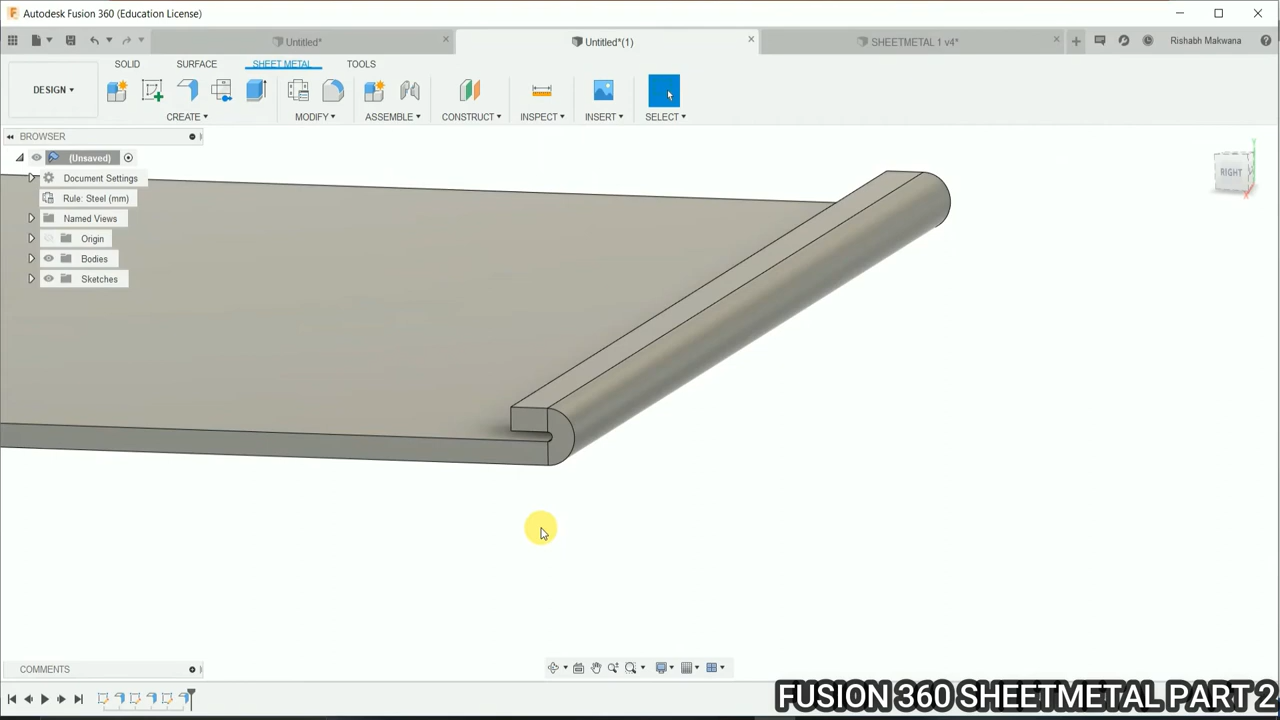 Autodesk Fusion 360 (Education License)
Untitled*
Untitled*(1)
SHEETMETAL 1 v4*
Rishabh Makwana
SOLID
SURFACE
SHEET METAL
TOOLS
DESIGN
CREATE
MODIFY
ASSEMBLE
CONSTRUCT
INSPECT
INSERT
SELECT
BROWSER
(Unsaved)
Document Settings
Rule: Steel (mm)
Named Views
Origin
Bodies
Sketches
RIGHT
Y
X
COMMENTS
FUSION 360 SHEETMETAL PART 2